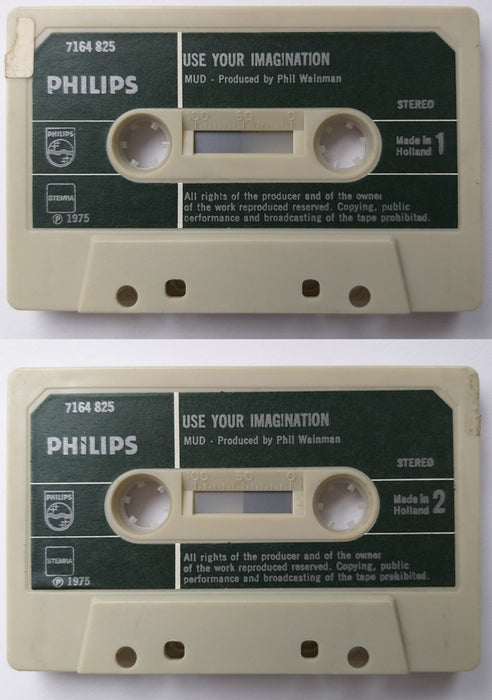 7164 825
USE YOUR IMAGINATION
MUD - Produced by Phil Wainman
PHILIPS
STEREO
100 50 0
PHILIPS
Made in
Holland 1
STEMRA
All rights of the producer and of the owner
of the work reproduced reserved. Copying, public
performance and broadcasting of the tape prohibited.
℗ 1975
7164 825
USE YOUR IMAGINATION
MUD - Produced by Phil Wainman
PHILIPS
STEREO
100 50 0
PHILIPS
Made in
Holland 2
STEMRA
All rights of the producer and of the owner
of the work reproduced reserved. Copying, public
performance and broadcasting of the tape prohibited.
℗ 1975